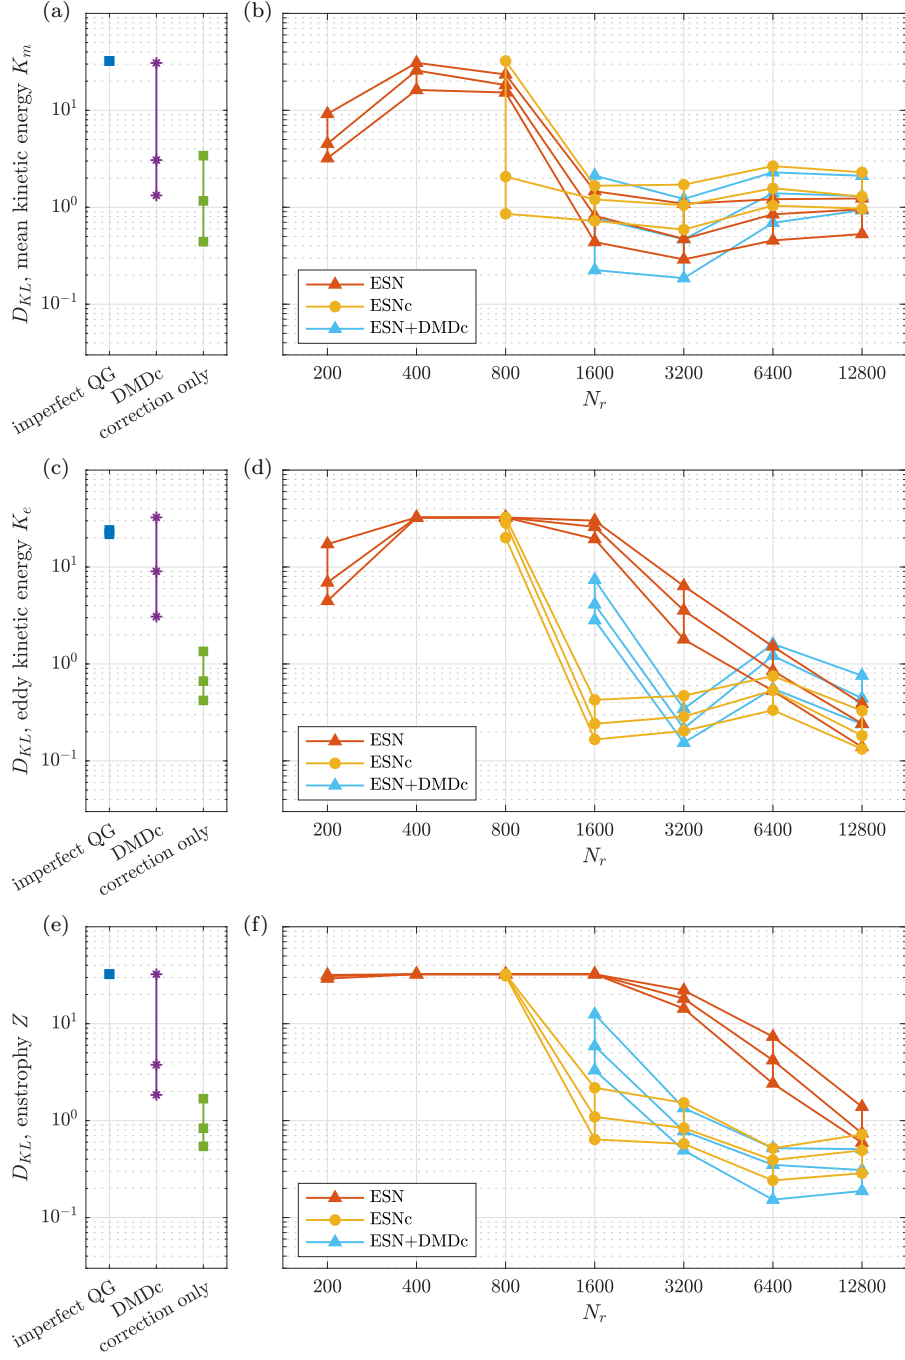 (a)
(b)
D_{KL}, mean kinetic energy K_m
10^1
10^0
10^{-1}
imperfect QG
DMDc
correction only
ESN
ESNc
ESN+DMDc
200 400 800 1600 3200 6400 12800
N_r
(c)
(d)
D_{KL}, eddy kinetic energy K_e
10^1
10^0
10^{-1}
imperfect QG
DMDc
correction only
ESN
ESNc
ESN+DMDc
200 400 800 1600 3200 6400 12800
N_r
(e)
(f)
D_{KL}, enstrophy Z
10^1
10^0
10^{-1}
imperfect QG
DMDc
correction only
ESN
ESNc
ESN+DMDc
200 400 800 1600 3200 6400 12800
N_r